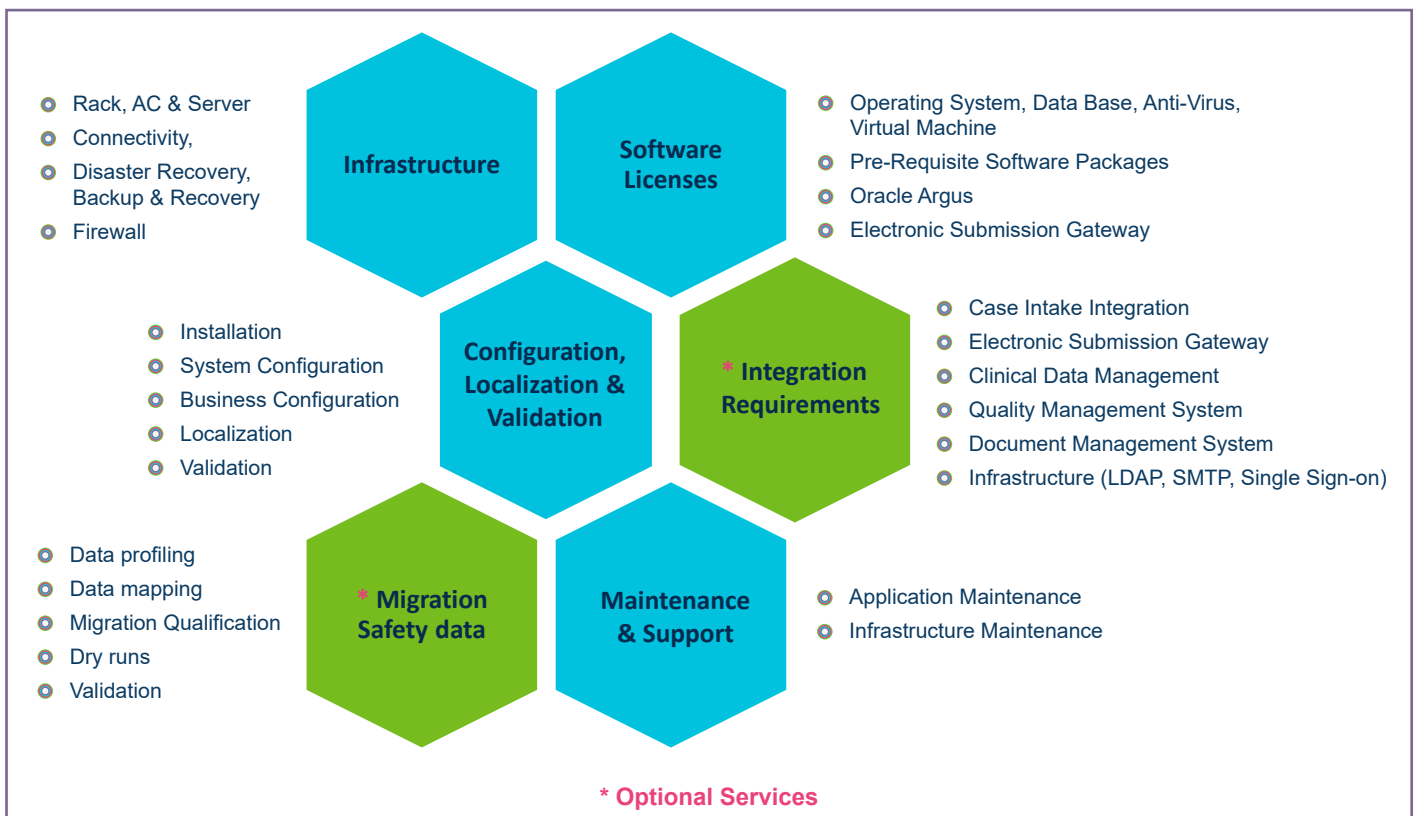 Rack, AC & Server
Connectivity,
Disaster Recovery,
Backup & Recovery
Firewall
Infrastructure
Software
Licenses
Operating System, Data Base, Anti-Virus,
Virtual Machine
Pre-Requisite Software Packages
Oracle Argus
Electronic Submission Gateway
Installation
System Configuration
Business Configuration
Localization
Validation
Configuration,
Localization &
Validation
* Integration
Requirements
Case Intake Integration
Electronic Submission Gateway
Clinical Data Management
Quality Management System
Document Management System
Infrastructure (LDAP, SMTP, Single Sign-on)
Data profiling
Data mapping
Migration Qualification
Dry runs
Validation
* Migration
Safety data
Maintenance
& Support
Application Maintenance
Infrastructure Maintenance
* Optional Services